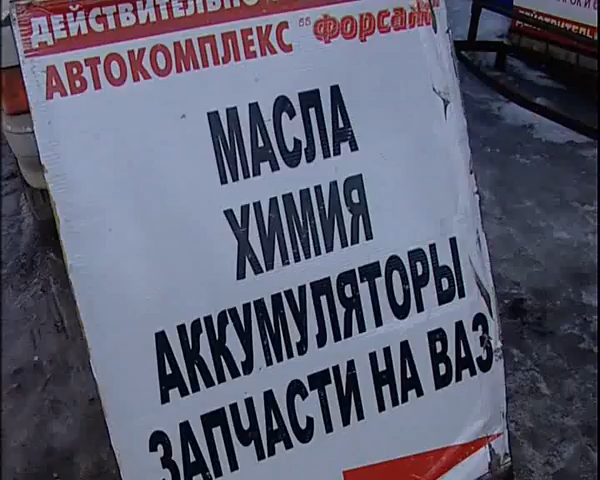 ДЕЙСТВИТЕЛЬНО
АВТОКОМПЛЕКС "Форсаж"
МАСЛА
ХИМИЯ
АККУМУЛЯТОРЫ
ЗАПЧАСТИ НА ВАЗ